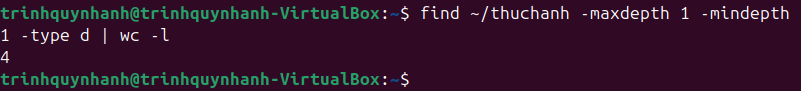 trinhquynhanh@trinhquynhanh-VirtualBox:~$ find ~/thuchanh -maxdepth 1 -mindepth
1 -type d | wc -l
4
trinhquynhanh@trinhquynhanh-VirtualBox:~$